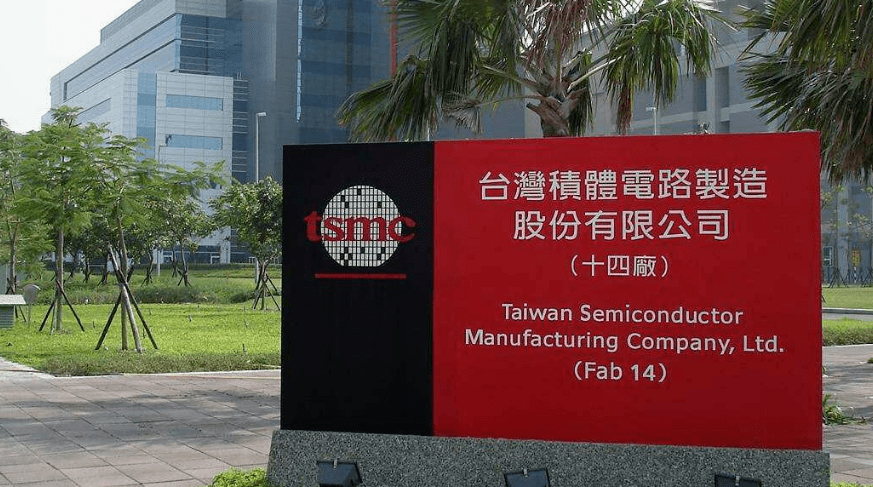 tsmc
台灣積體電路製造
股份有限公司
（十四廠）
Taiwan Semiconductor
Manufacturing Company, Ltd.
(Fab 14)